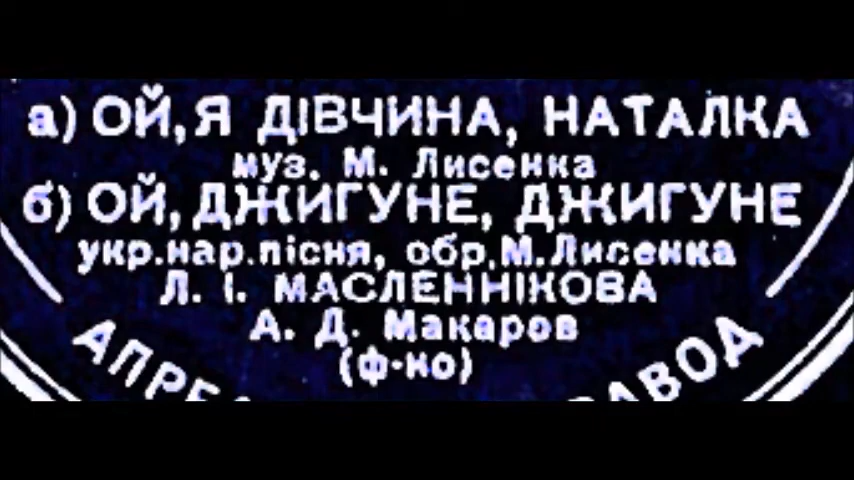 а) ОЙ, Я ДІВЧИНА, НАТАЛКА
муз. М. Лисенка
б) ОЙ, ДЖИГУНЕ, ДЖИГУНЕ
укр. нар. пісня, обр. М. Лисенка
Л. І. МАСЛЕННІКОВА
А. Д. Макаров
(ф-но)